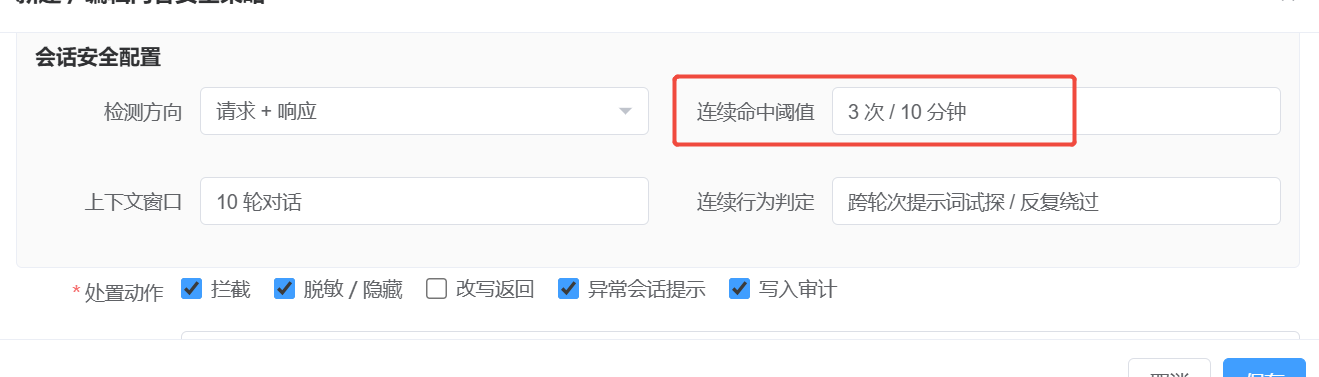 会话安全配置
检测方向 请求 + 响应 连续命中阈值 3 次 / 10 分钟
上下文窗口 10 轮对话 连续行为判定 跨轮次提示词试探 / 反复绕过
* 处置动作 拦截 脱敏 / 隐藏 改写返回 异常会话提示 写入审计